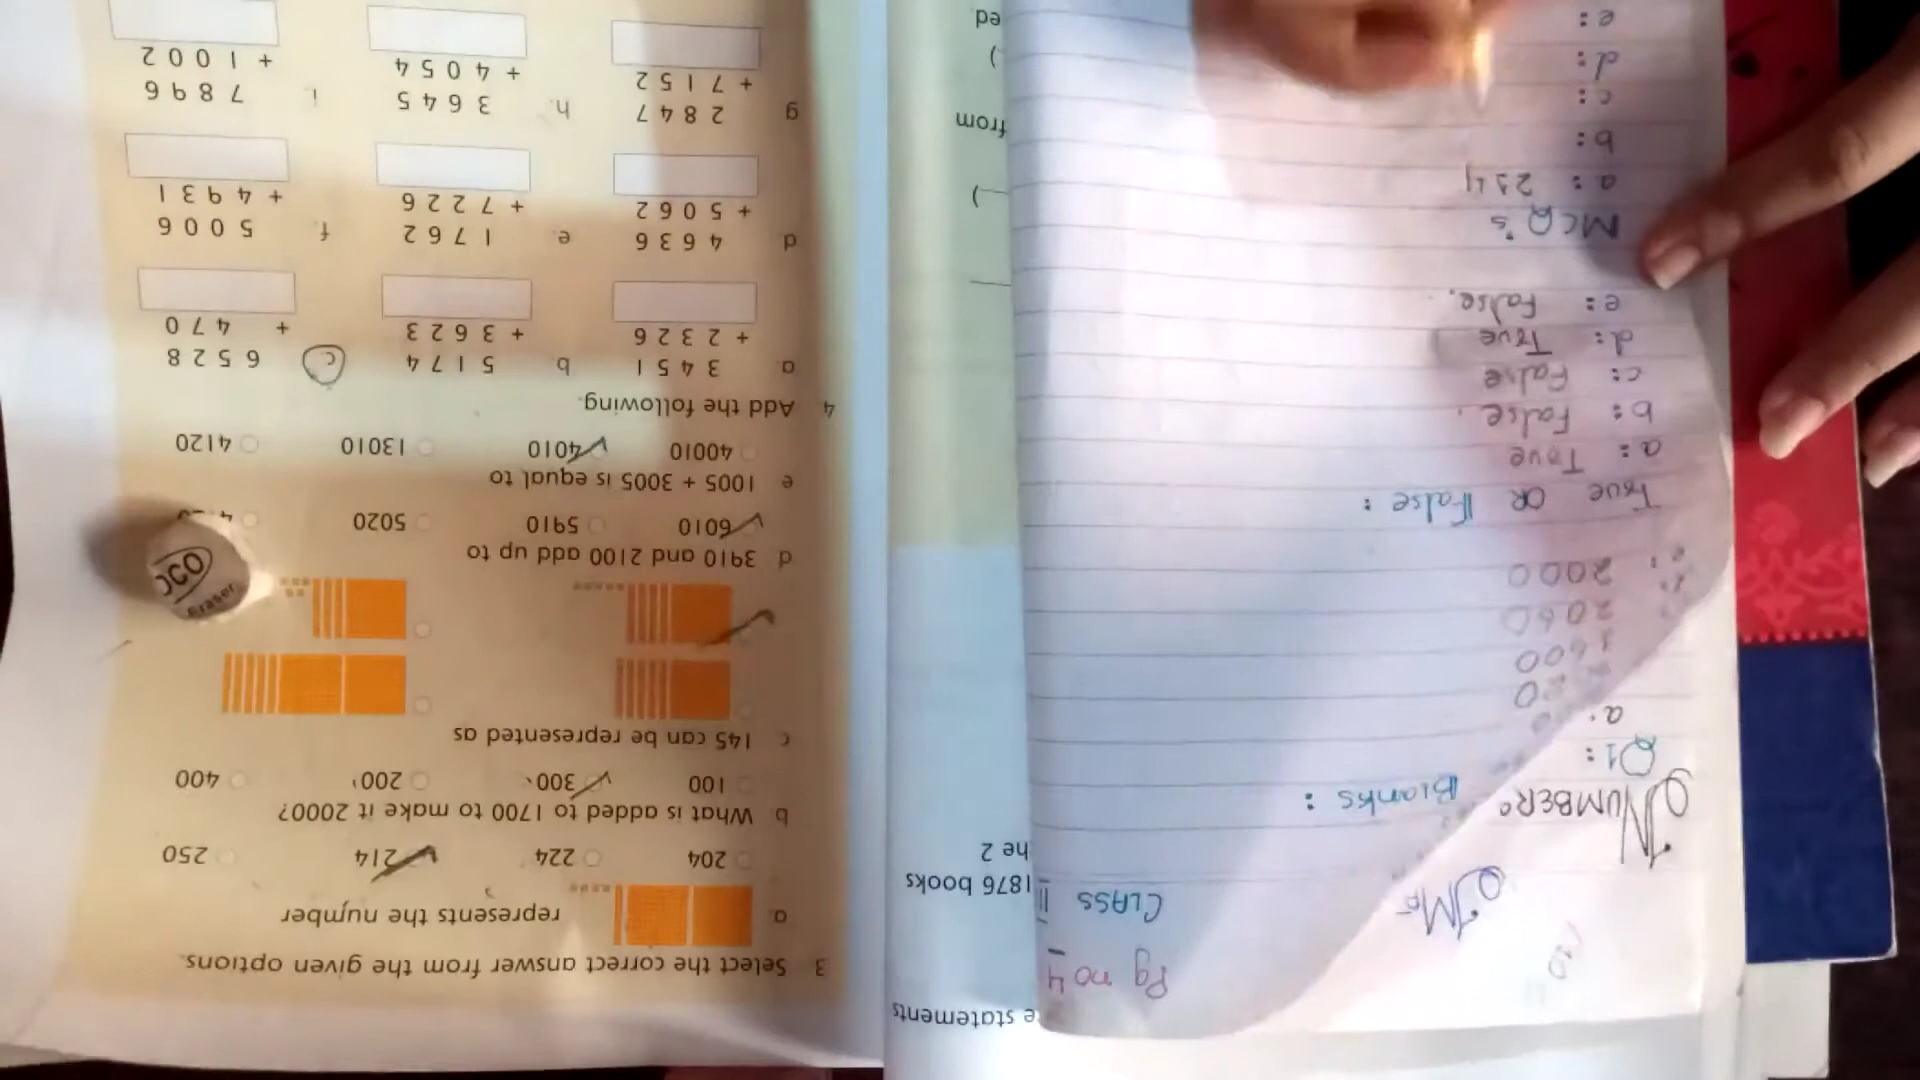 3 Select the correct answer from the given options.
a represents the number
204 224 214 250
b What is added to 1700 to make it 2000?
100 300 200 400
c 145 can be represented as
d 3910 and 2100 add up to
6010 5910 5020
e 1005 + 3005 is equal to
40010 4010 13010 4120
4 Add the following.
a 3451 b 5174 c 6528
+ 2326 + 3623 + 470
d 4636 e. 1762 f. 5006
+ 5062 + 7226 + 4931
g 2847 h. 3645 i. 7896
+ 7152 + 4054 + 1002
Eraser
e statements
1876 books
he 2
from
)
ed
Pg no 4
CLASS
NUMBER
Blanks :
Q1:
a.
20
2060
e: 2000
True OR False :
a: True
b: False.
c: False
d: True
e: False.
MCQ's
a: 214
b:
c:
d:
e: